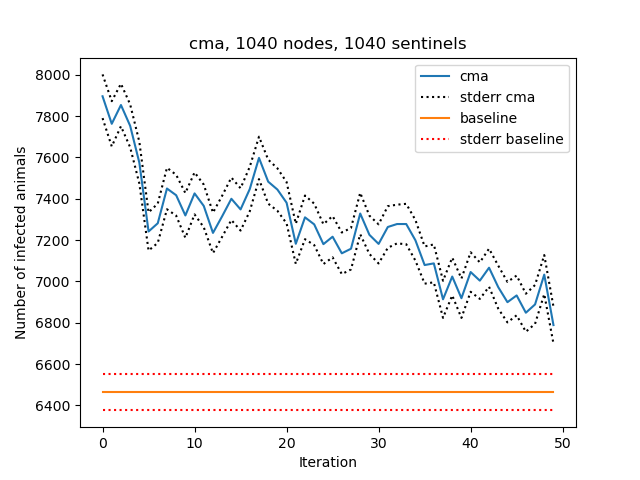 cma, 1040 nodes, 1040 sentinels
Number of infected animals
8000
7800
7600
7400
7200
7000
6800
6600
6400
cma
stderr cma
baseline
stderr baseline
0 10 20 30 40 50
Iteration